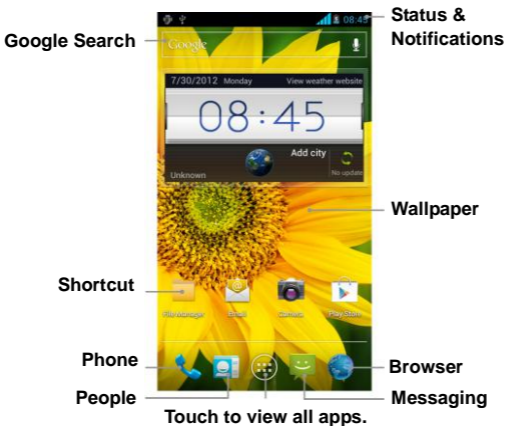 Status &
Notifications
08:45
Google Search
Google
7/30/2012 Monday View weather website
08:45
Add city
Unknown
No update
Wallpaper
Shortcut
File Manager Email Camera Play Store
Phone
Browser
People
Messaging
Touch to view all apps.